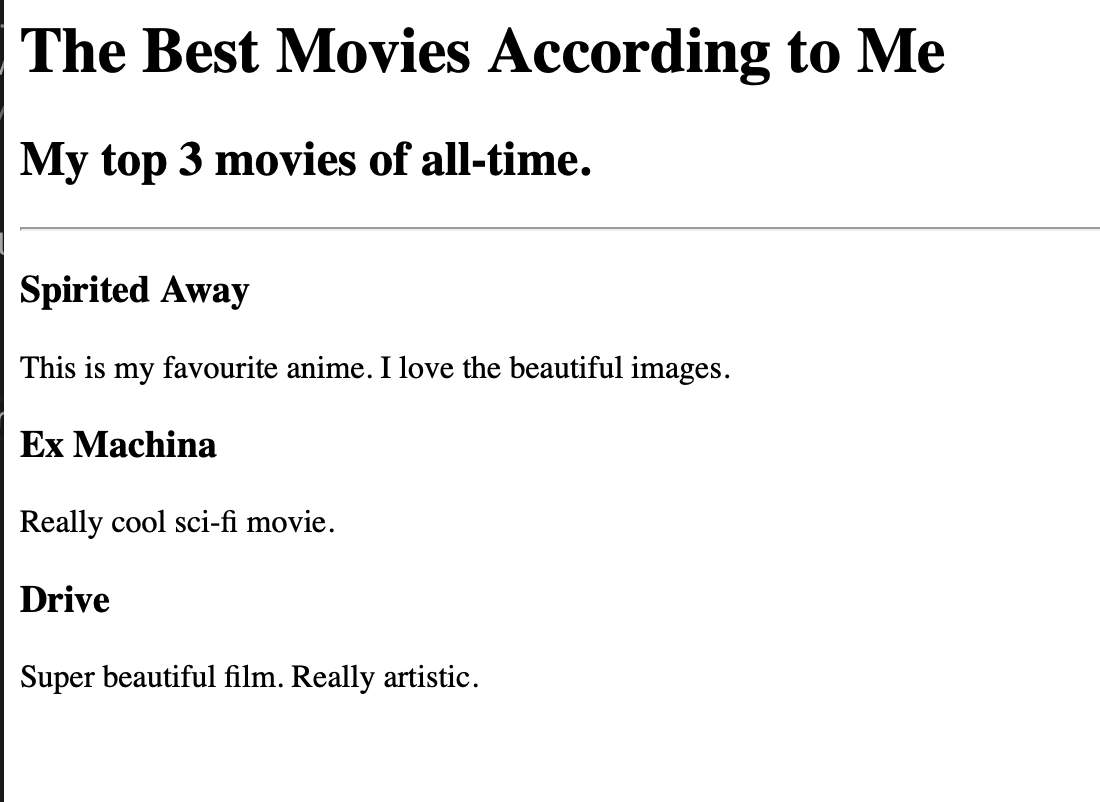 The Best Movies According to Me
My top 3 movies of all-time.
Spirited Away
This is my favourite anime. I love the beautiful images.
Ex Machina
Really cool sci-fi movie.
Drive
Super beautiful film. Really artistic.